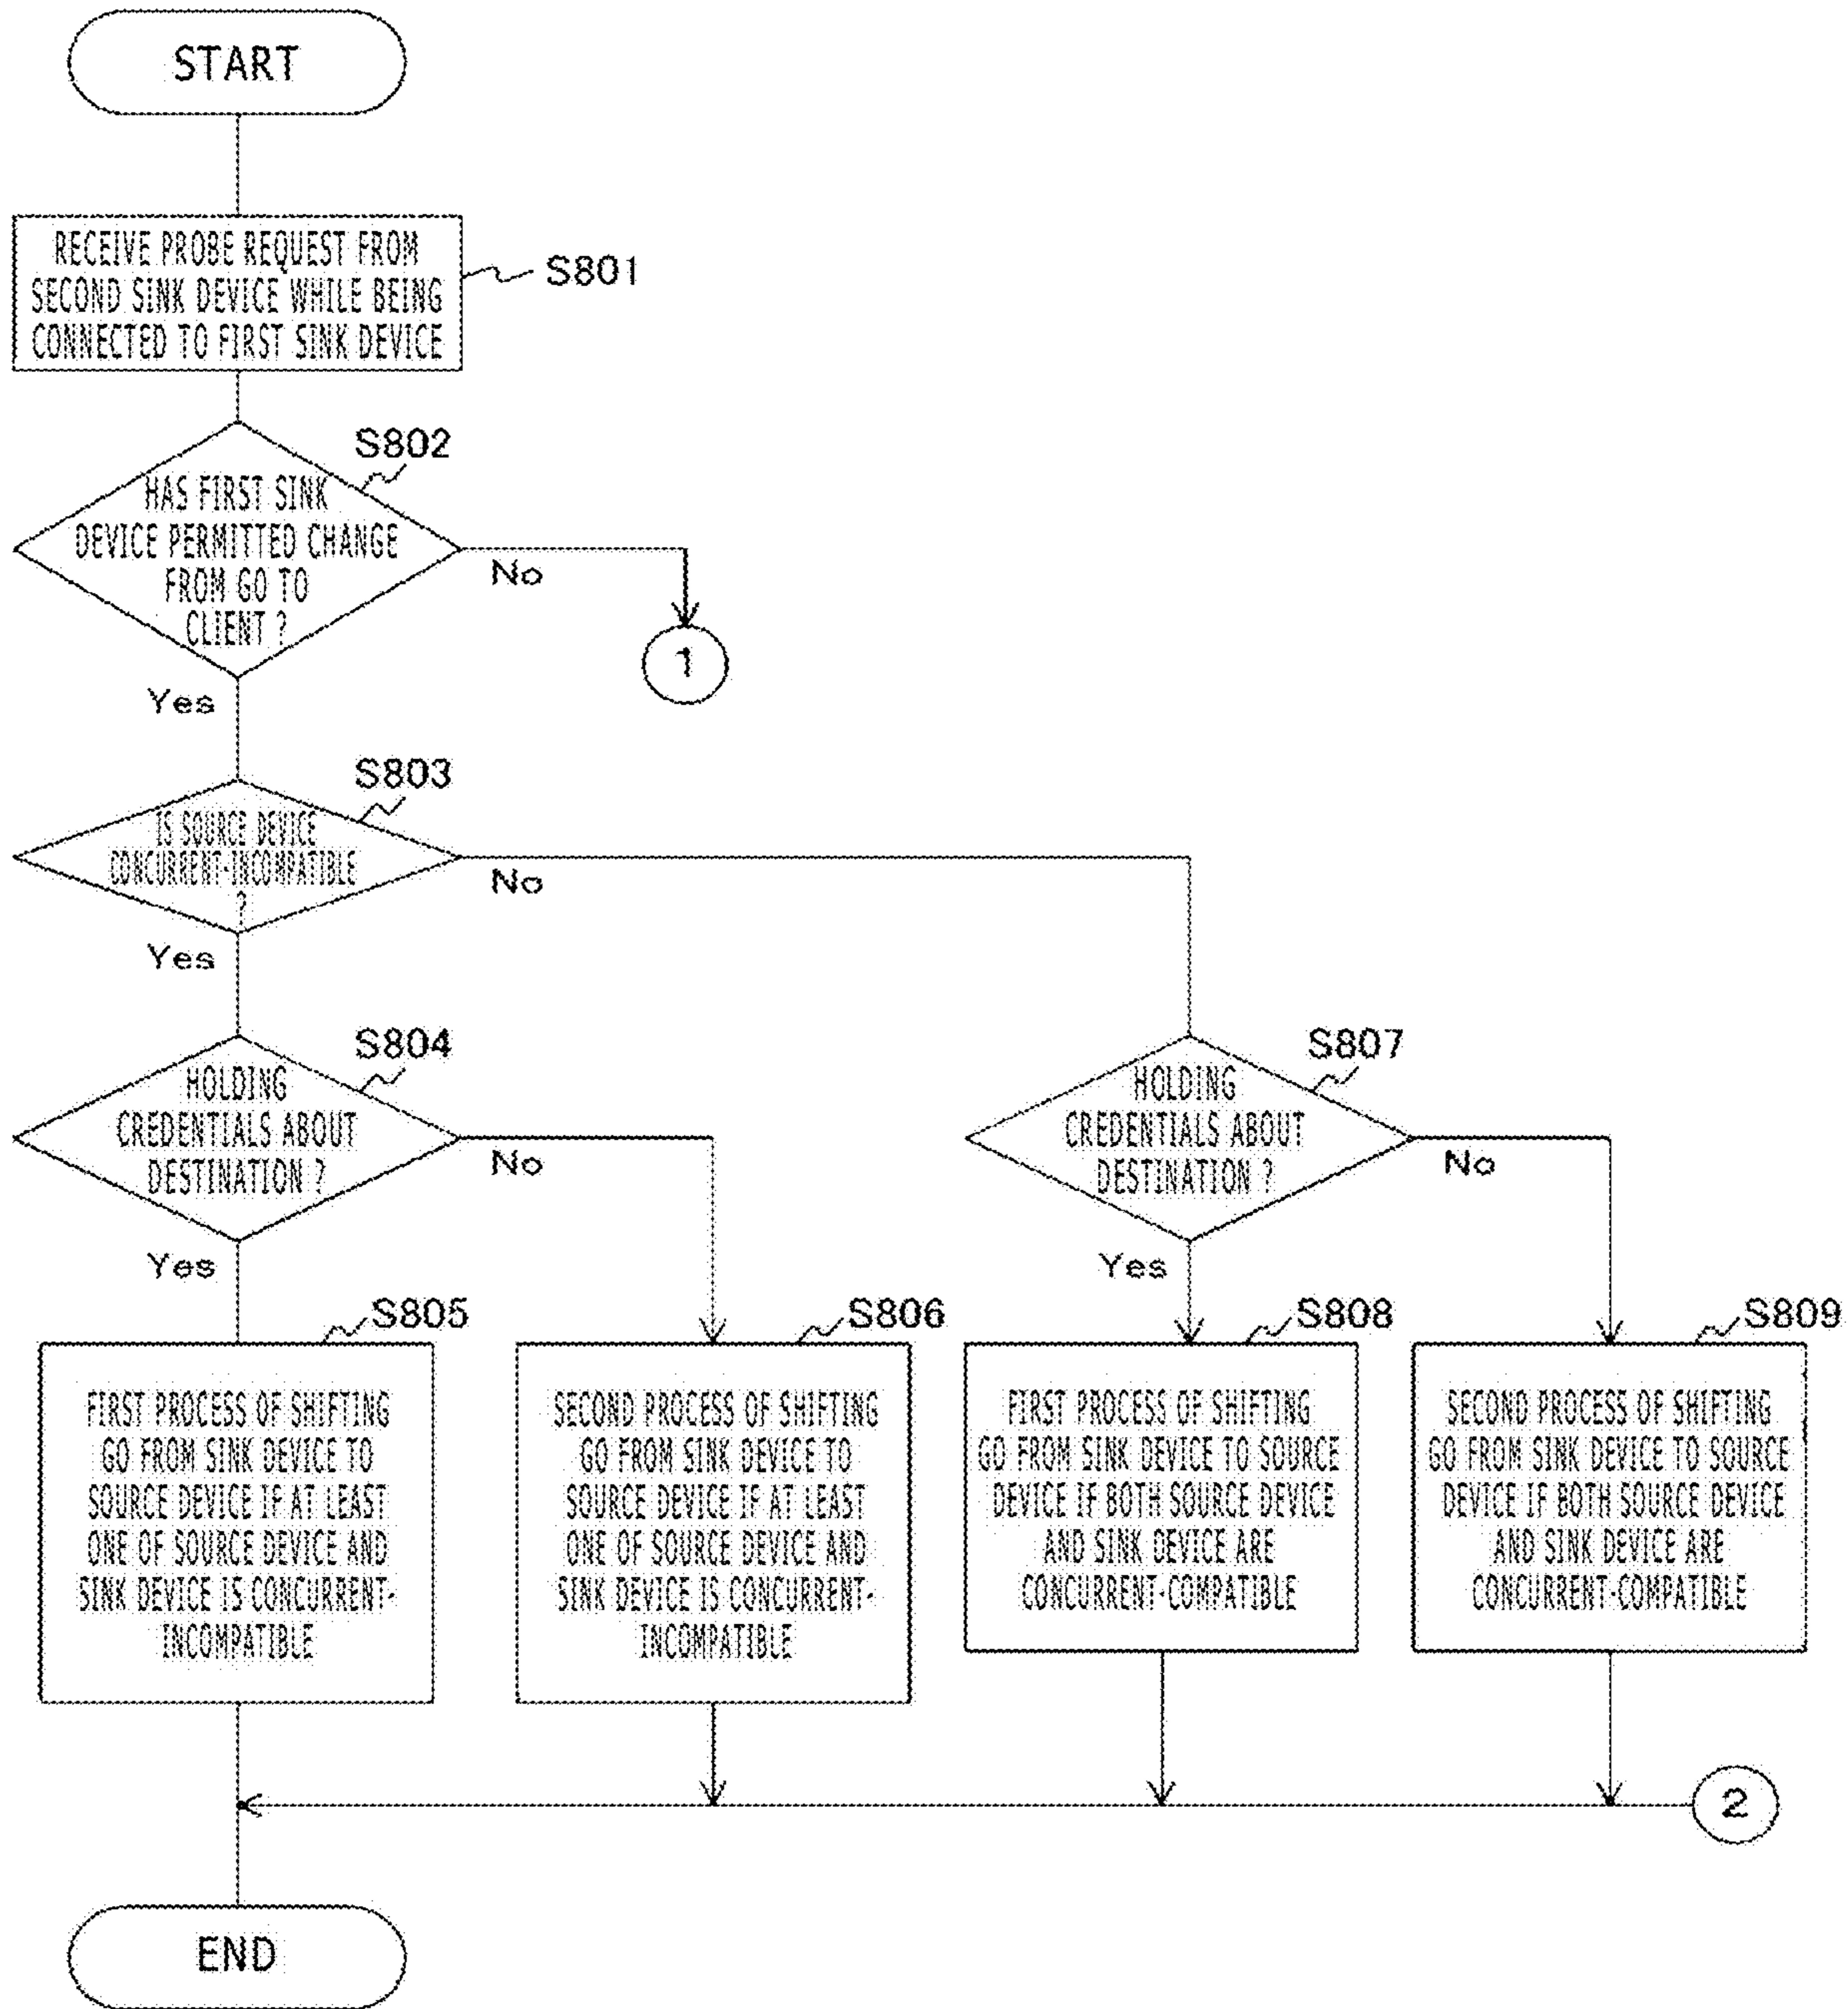 START
RECEIVE PROBE REQUEST FROM
SECOND SINK DEVICE WHILE BEING
CONNECTED TO FIRST SINK DEVICE
S801
S802
HAS FIRST SINK
DEVICE PERMITTED CHANGE
FROM GO TO
CLIENT ?
No
1
Yes
S803
IS SOURCE DEVICE
CONCURRENT-INCOMPATIBLE
?
No
Yes
S804
HOLDING
CREDENTIALS ABOUT
DESTINATION ?
No
Yes
S807
HOLDING
CREDENTIALS ABOUT
DESTINATION ?
No
Yes
S805
FIRST PROCESS OF SHIFTING
GO FROM SINK DEVICE TO
SOURCE DEVICE IF AT LEAST
ONE OF SOURCE DEVICE AND
SINK DEVICE IS CONCURRENT-
INCOMPATIBLE
S806
SECOND PROCESS OF SHIFTING
GO FROM SINK DEVICE TO
SOURCE DEVICE IF AT LEAST
ONE OF SOURCE DEVICE AND
SINK DEVICE IS CONCURRENT-
INCOMPATIBLE
S808
FIRST PROCESS OF SHIFTING
GO FROM SINK DEVICE TO SOURCE
DEVICE IF BOTH SOURCE DEVICE
AND SINK DEVICE ARE
CONCURRENT-COMPATIBLE
S809
SECOND PROCESS OF SHIFTING
GO FROM SINK DEVICE TO SOURCE
DEVICE IF BOTH SOURCE DEVICE
AND SINK DEVICE ARE
CONCURRENT-COMPATIBLE
2
END